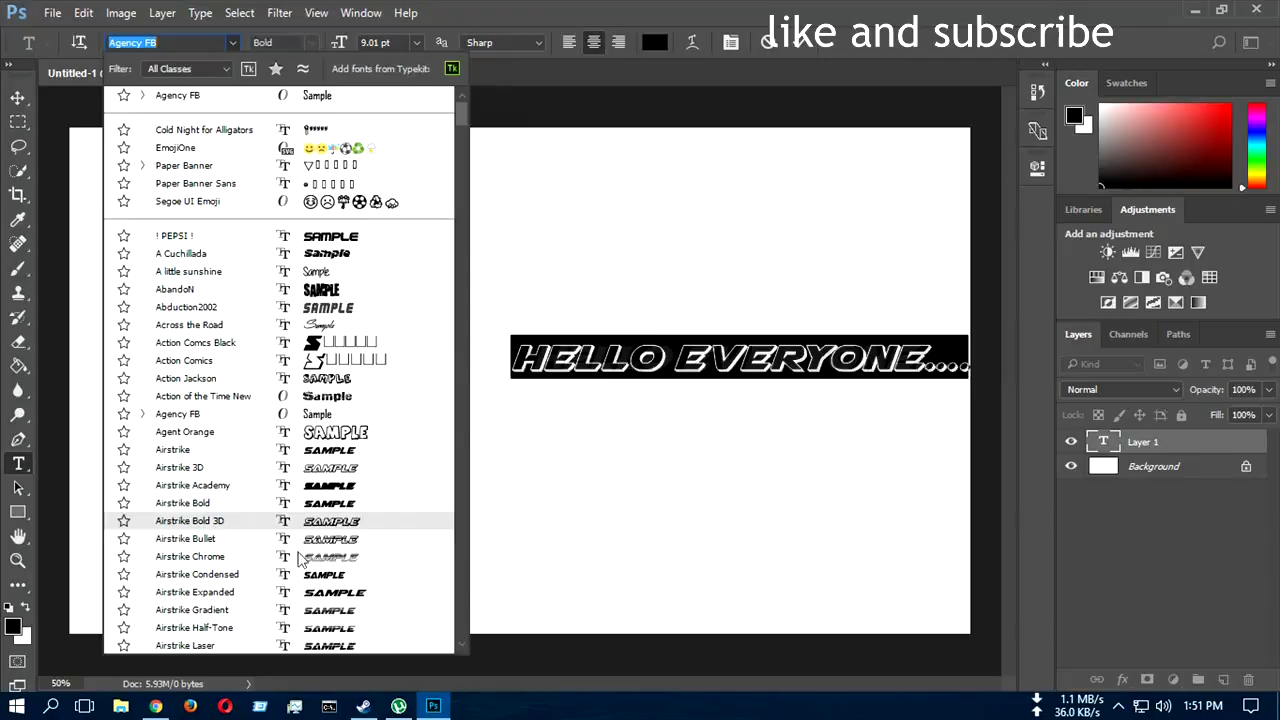 Ps File Edit Image Layer Type Select Filter View Window Help
like and subscribe
Agency FB Bold 9.01 pt Sharp
Filter: All Classes Tk Add fonts from Typekit: Tk
Untitled-1
Agency FB Sample
Cold Night for Alligators
EmojiOne
Paper Banner
Paper Banner Sans
Segoe UI Emoji
! PEPSI ! SAMPLE
A Cuchillada Sample
A little sunshine Sample
AbandoN SAMPLE
Abduction2002 SAMPLE
Across the Road Sample
Action Comcs Black S
Action Comics S
Action Jackson SAMPLE
Action of the Time New Sample
Agency FB Sample
Agent Orange SAMPLE
Airstrike SAMPLE
Airstrike 3D SAMPLE
Airstrike Academy SAMPLE
Airstrike Bold SAMPLE
Airstrike Bold 3D SAMPLE
Airstrike Bullet SAMPLE
Airstrike Chrome SAMPLE
Airstrike Condensed SAMPLE
Airstrike Expanded SAMPLE
Airstrike Gradient SAMPLE
Airstrike Half-Tone SAMPLE
Airstrike Laser SAMPLE
HELLO EVERYONE....
Color Swatches
Libraries Adjustments
Add an adjustment
Layers Channels Paths
Kind
Normal Opacity: 100%
Lock: Fill: 100%
Layer 1
Background
50% Doc: 5.93M/0 bytes
1.1 MB/s
36.0 KB/s
1:51 PM